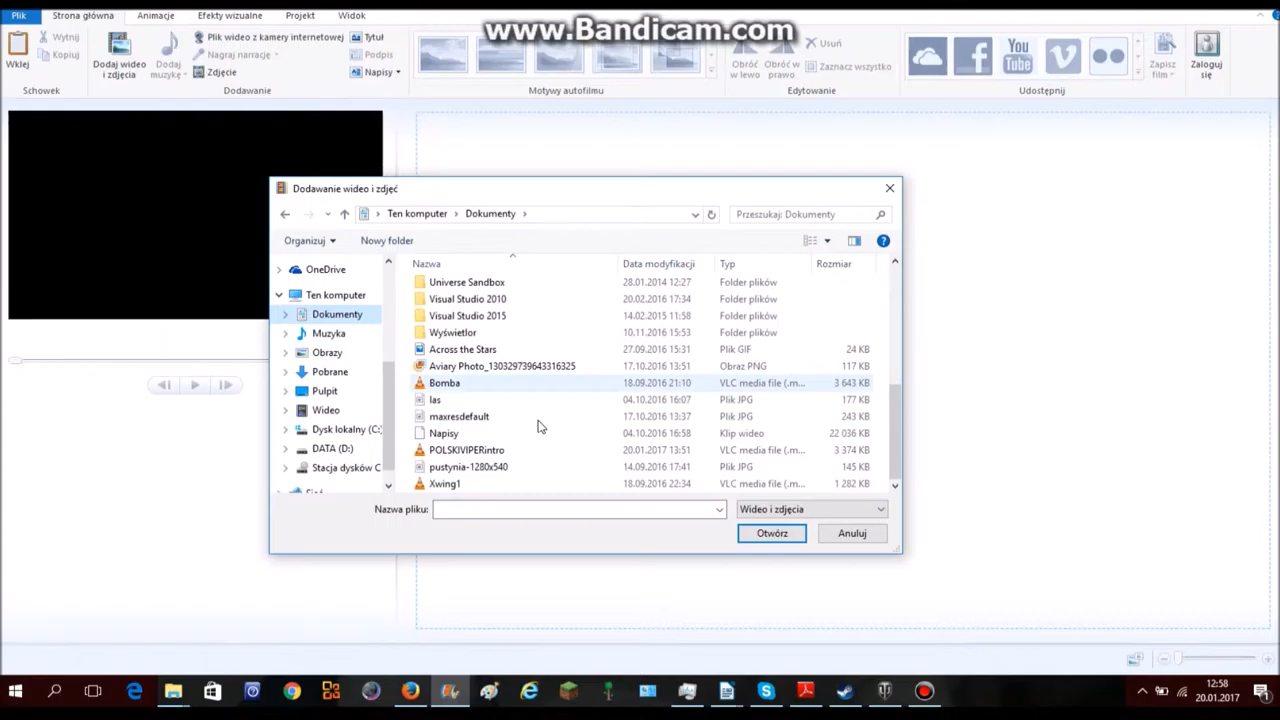 www.Bandicam.com
Plik Strona główna Animacje Efekty wizualne Projekt Widok
Wklej
Wytnij
Kopiuj
Schowek
Dodaj wideo i zdjęcia
Dodaj muzykę
Plik wideo z kamery internetowej
Nagraj narrację
Zdjęcie
Tytuł
Podpis
Napisy
Dodawanie
Motywy autofilmu
Obróć w lewo
Obróć w prawo
Usuń
Zaznacz wszystko
Edytowanie
You Tube
Udostępnij
Zapisz film
Zaloguj się
Dodawanie wideo i zdjęć
Ten komputer Dokumenty
Przeszukaj: Dokumenty
Organizuj Nowy folder
Nazwa Data modyfikacji Typ Rozmiar
OneDrive
Ten komputer
Dokumenty
Muzyka
Obrazy
Pobrane
Pulpit
Wideo
Dysk lokalny (C:)
DATA (D:)
Stacja dysków C
Universe Sandbox 28.01.2014 12:27 Folder plików
Visual Studio 2010 20.02.2016 17:34 Folder plików
Visual Studio 2015 14.02.2015 11:58 Folder plików
Wyświetlor 10.11.2016 15:53 Folder plików
Across the Stars 27.09.2016 15:31 Plik GIF 24 KB
Aviary Photo_130329739643316325 17.10.2016 13:51 Obraz PNG 117 KB
Bomba 18.09.2016 21:10 VLC media file (.m... 3 643 KB
las 04.10.2016 16:07 Plik JPG 177 KB
maxresdefault 17.10.2016 13:37 Plik JPG 243 KB
Napisy 04.10.2016 16:58 Klip wideo 22 036 KB
POLSKIVIPERintro 20.01.2017 13:51 VLC media file (.m... 3 374 KB
pustynia-1280x540 14.09.2016 17:41 Plik JPG 145 KB
Xwing1 18.09.2016 22:34 VLC media file (.m... 1 282 KB
Nazwa pliku: Wideo i zdjęcia
Otwórz Anuluj
12:58
20.01.2017